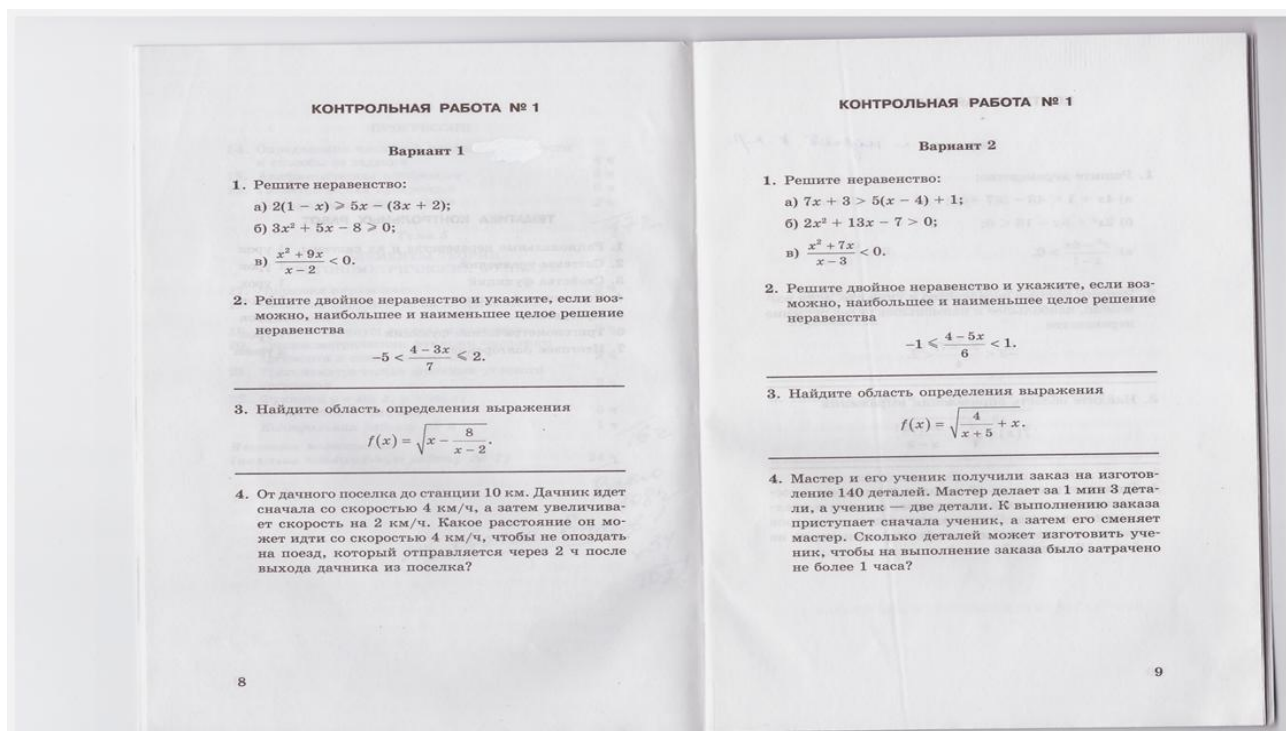 КОНТРОЛЬНАЯ РАБОТА № 1
Вариант 1
1. Решите неравенство:
а) 2(1 − x) ⩾ 5x − (3x + 2);
б) 3x² + 5x − 8 ⩾ 0;
в) (x² + 9x)/(x − 2) < 0.
2. Решите двойное неравенство и укажите, если воз-
можно, наибольшее и наименьшее целое решение
неравенства
−5 < (4 − 3x)/7 ⩽ 2.
3. Найдите область определения выражения
f(x) = √(x − 8/(x − 2)).
4. От дачного поселка до станции 10 км. Дачник идет
сначала со скоростью 4 км/ч, а затем увеличива-
ет скорость на 2 км/ч. Какое расстояние он мо-
жет идти со скоростью 4 км/ч, чтобы не опоздать
на поезд, который отправляется через 2 ч после
выхода дачника из поселка?
8
КОНТРОЛЬНАЯ РАБОТА № 1
Вариант 2
1. Решите неравенство:
а) 7x + 3 > 5(x − 4) + 1;
б) 2x² + 13x − 7 > 0;
в) (x² + 7x)/(x − 3) < 0.
2. Решите двойное неравенство и укажите, если воз-
можно, наибольшее и наименьшее целое решение
неравенства
−1 ⩽ (4 − 5x)/6 < 1.
3. Найдите область определения выражения
f(x) = √(4/(x + 5) + x).
4. Мастер и его ученик получили заказ на изготов-
ление 140 деталей. Мастер делает за 1 мин 3 дета-
ли, а ученик — две детали. К выполнению заказа
приступает сначала ученик, а затем его сменяет
мастер. Сколько деталей может изготовить уче-
ник, чтобы на выполнение заказа было затрачено
не более 1 часа?
9